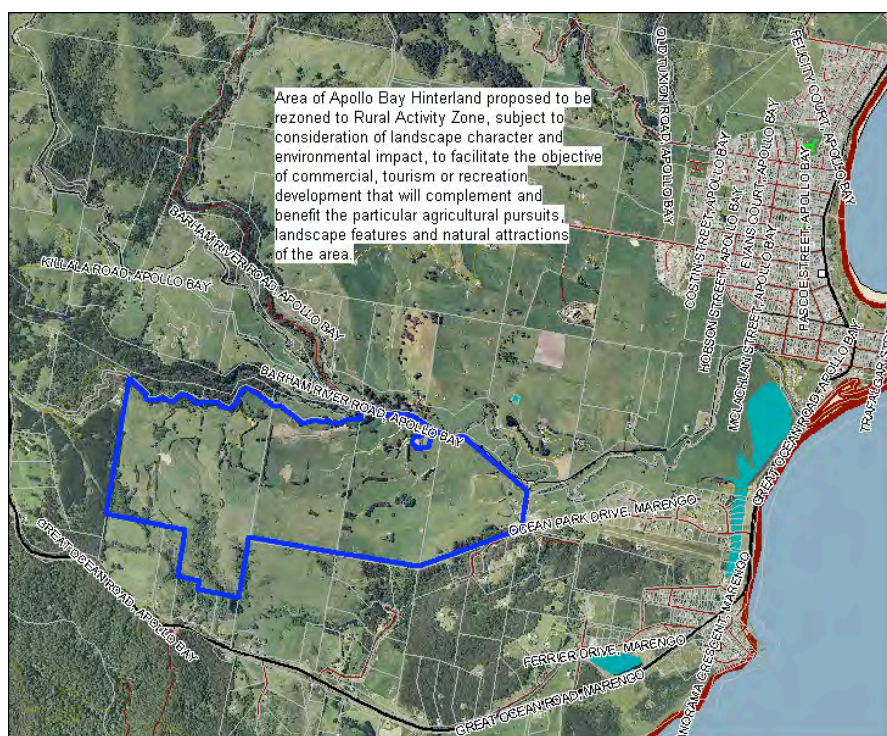 Area of Apollo Bay Hinterland proposed to be
rezoned to Rural Activity Zone, subject to
consideration of landscape character and
environmental impact, to facilitate the objective
of commercial, tourism or recreation
development that will complement and
benefit the particular agricultural pursuits,
landscape features and natural attractions
of the area.
OLD TUXION ROAD, APOLLO BAY
FELICITY COURT, APOLLO BAY
COSTIN STREET, APOLLO BAY
HOBSON STREET, APOLLO BAY
EVANS COURT, APOLLO BAY
PASCOE STREET, APOLLO BAY
MCLACHLAN STREET, APOLLO BAY
BARHAM RIVER ROAD, APOLLO BAY
KILLALA ROAD, APOLLO BAY
BARHAM RIVER ROAD, APOLLO BAY
GREAT OCEAN ROAD, APOLLO BAY
OCEAN PARK DRIVE, MARENGO
GREAT OCEAN ROAD, APOLLO BAY
FERRIER DRIVE, MARENGO
GREAT OCEAN ROAD, MARENGO
NORAMA CRESCENT, MARENGO